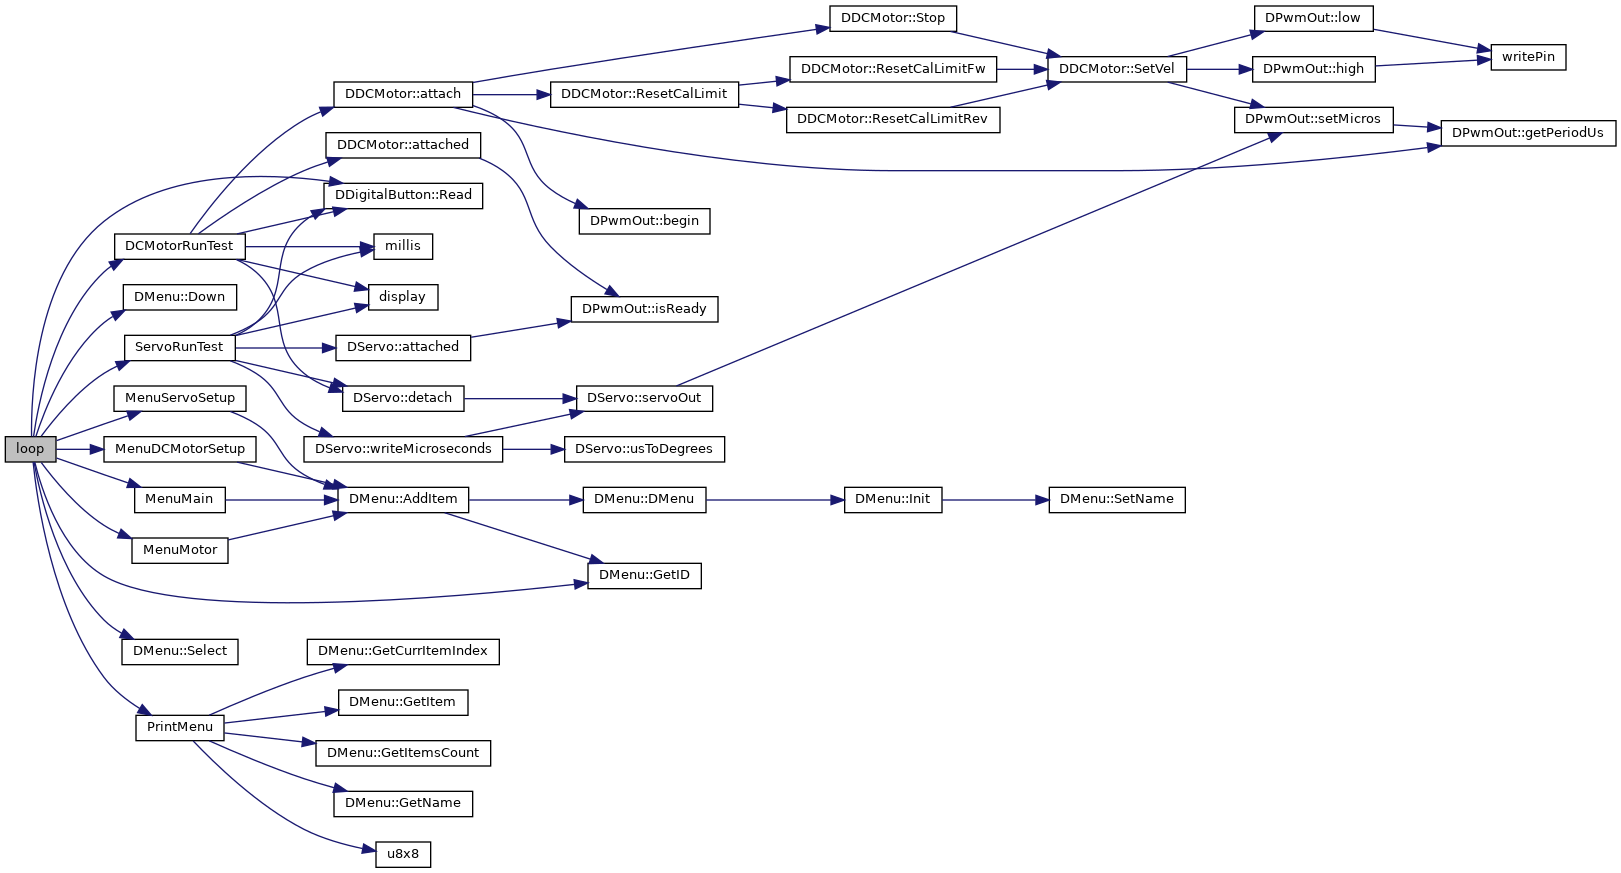 DDCMotor::Stop
DPwmOut::low
writePin
DDCMotor::ResetCalLimitFw
DDCMotor::SetVel
DPwmOut::high
DDCMotor::attach
DDCMotor::ResetCalLimit
DDCMotor::ResetCalLimitRev
DPwmOut::setMicros
DPwmOut::getPeriodUs
DDCMotor::attached
DDigitalButton::Read
DPwmOut::begin
DCMotorRunTest
millis
DMenu::Down
display
DPwmOut::isReady
ServoRunTest
DServo::attached
MenuServoSetup
DServo::detach
DServo::servoOut
loop
MenuDCMotorSetup
DServo::writeMicroseconds
DServo::usToDegrees
MenuMain
DMenu::AddItem
DMenu::DMenu
DMenu::Init
DMenu::SetName
MenuMotor
DMenu::GetID
DMenu::Select
DMenu::GetCurrItemIndex
DMenu::GetItem
PrintMenu
DMenu::GetItemsCount
DMenu::GetName
u8x8